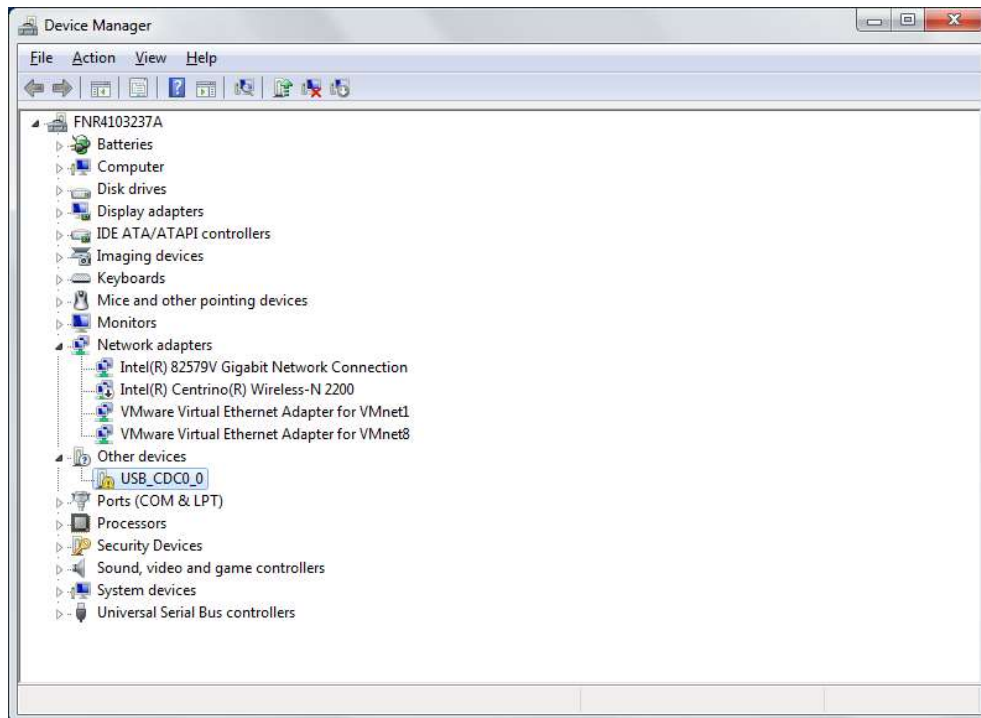 Device Manager
File Action View Help
FNR4103237A
Batteries
Computer
Disk drives
Display adapters
IDE ATA/ATAPI controllers
Imaging devices
Keyboards
Mice and other pointing devices
Monitors
Network adapters
Intel(R) 82579V Gigabit Network Connection
Intel(R) Centrino(R) Wireless-N 2200
VMware Virtual Ethernet Adapter for VMnet1
VMware Virtual Ethernet Adapter for VMnet8
Other devices
USB_CDC0_0
Ports (COM & LPT)
Processors
Security Devices
Sound, video and game controllers
System devices
Universal Serial Bus controllers